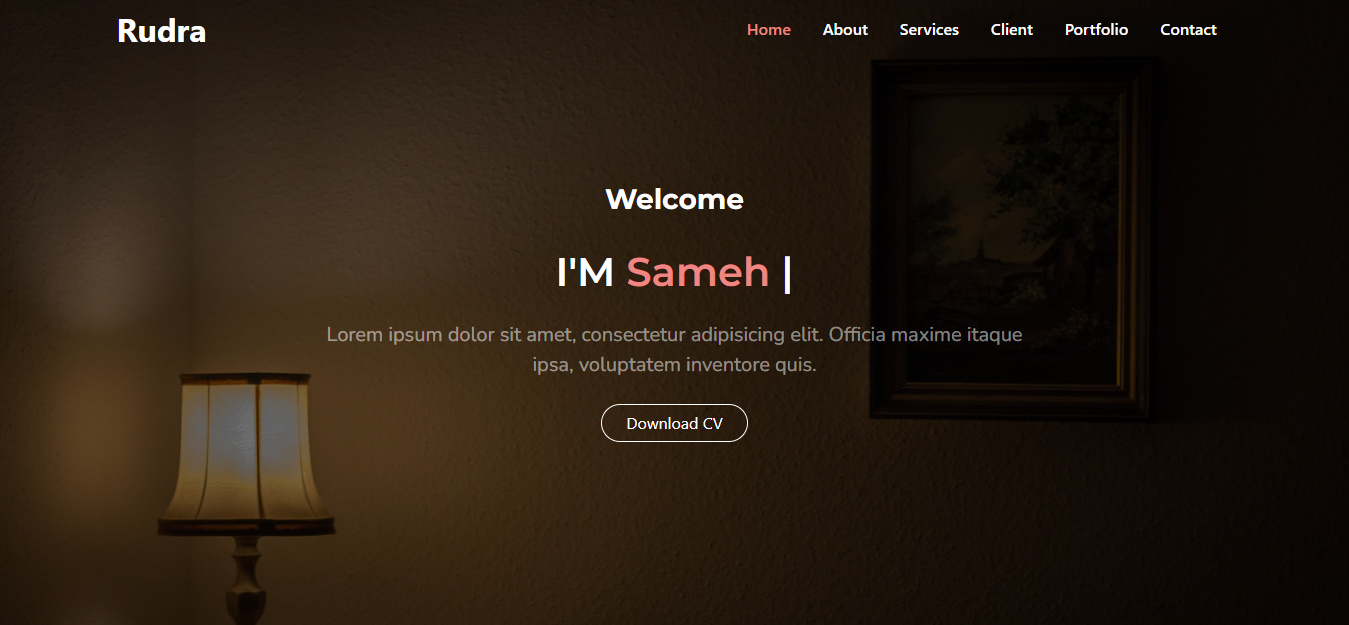 Rudra
Home About Services Client Portfolio Contact
Welcome
I'M Sameh |
Lorem ipsum dolor sit amet, consectetur adipisicing elit. Officia maxime itaque
ipsa, voluptatem inventore quis.
Download CV